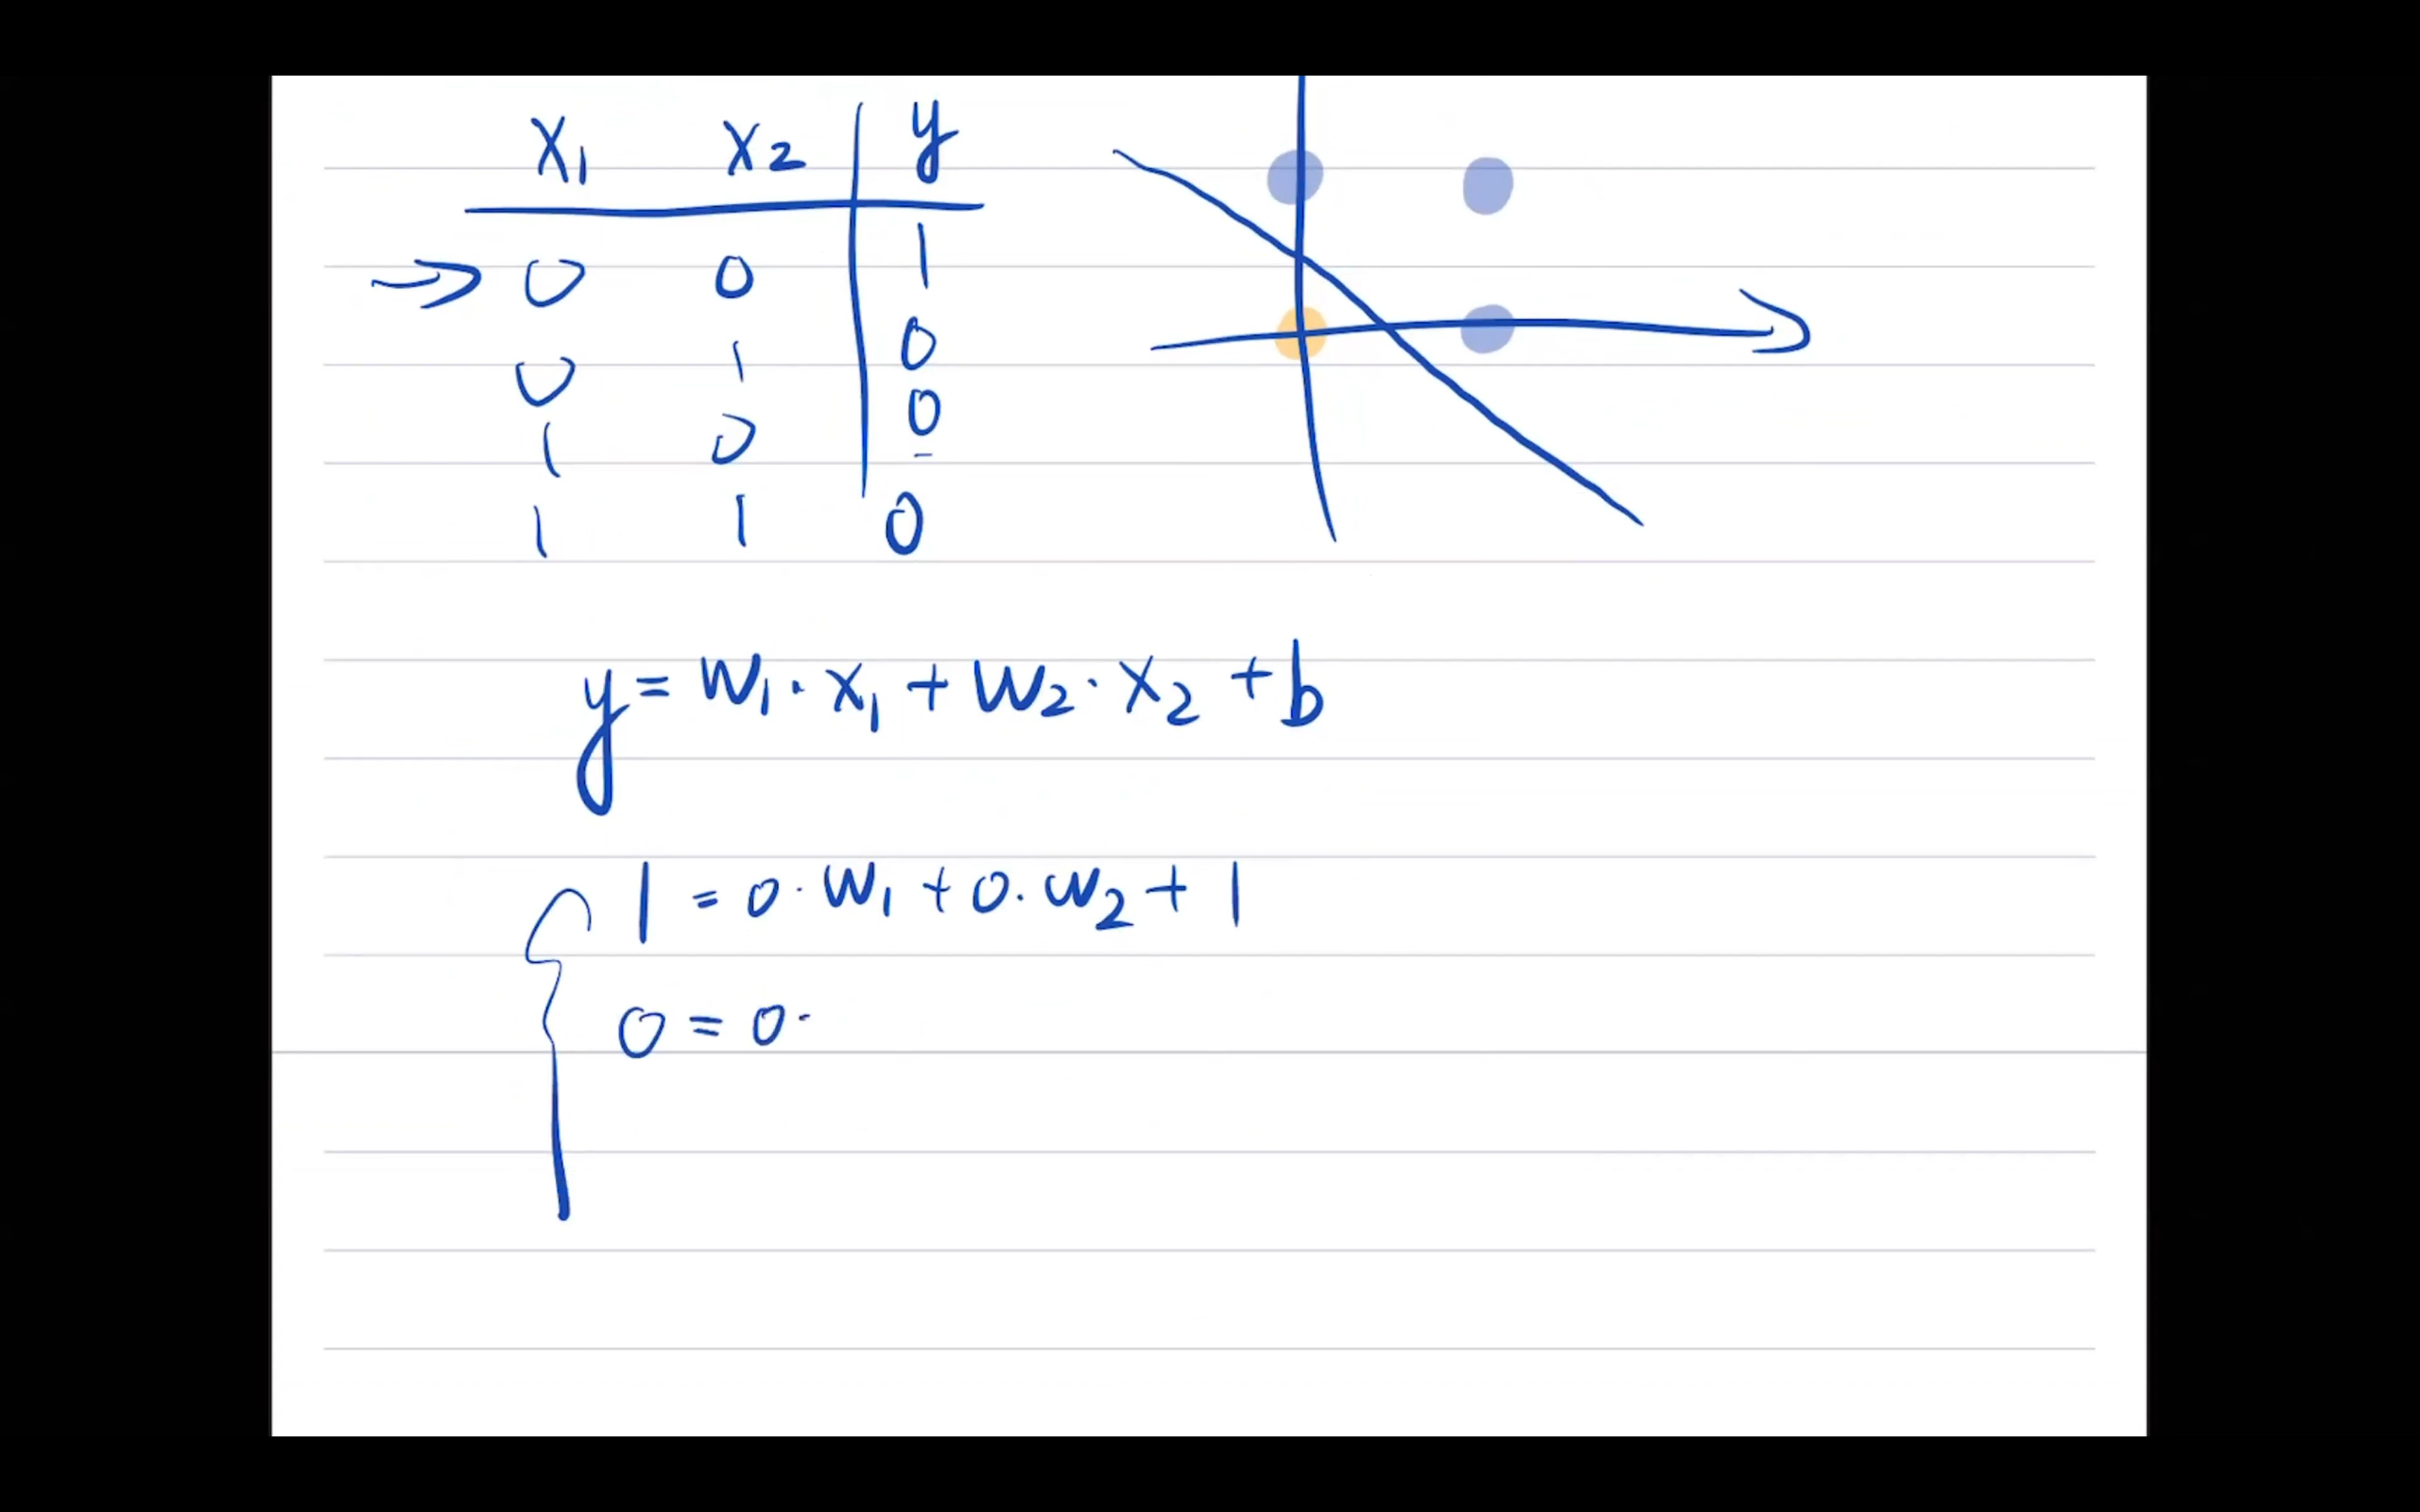 x₁ x₂ y
0 0 1
0 1 0
1 0 0
1 1 0
y = w₁ · x₁ + w₂ · x₂ + b
1 = 0 · w₁ + 0 · w₂ + 1
0 = 0 ·